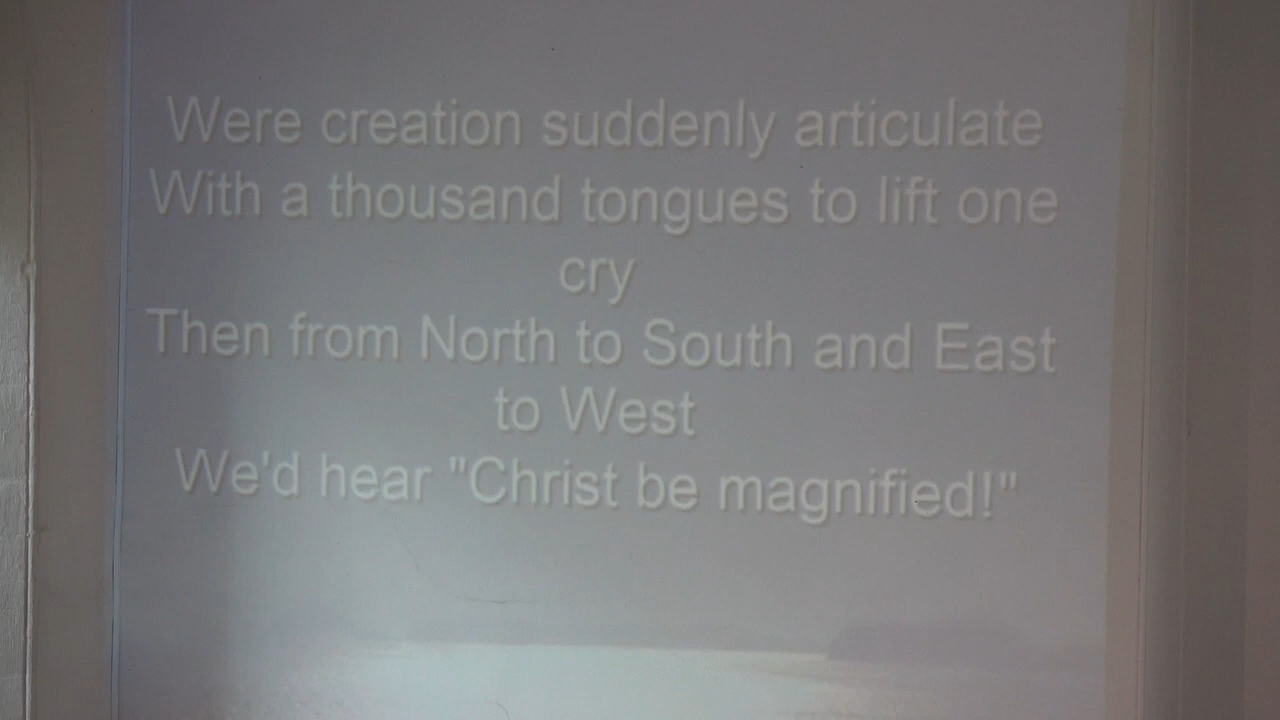 Were creation suddenly articulate
With a thousand tongues to lift one
cry
Then from North to South and East
to West
We'd hear "Christ be magnified!"